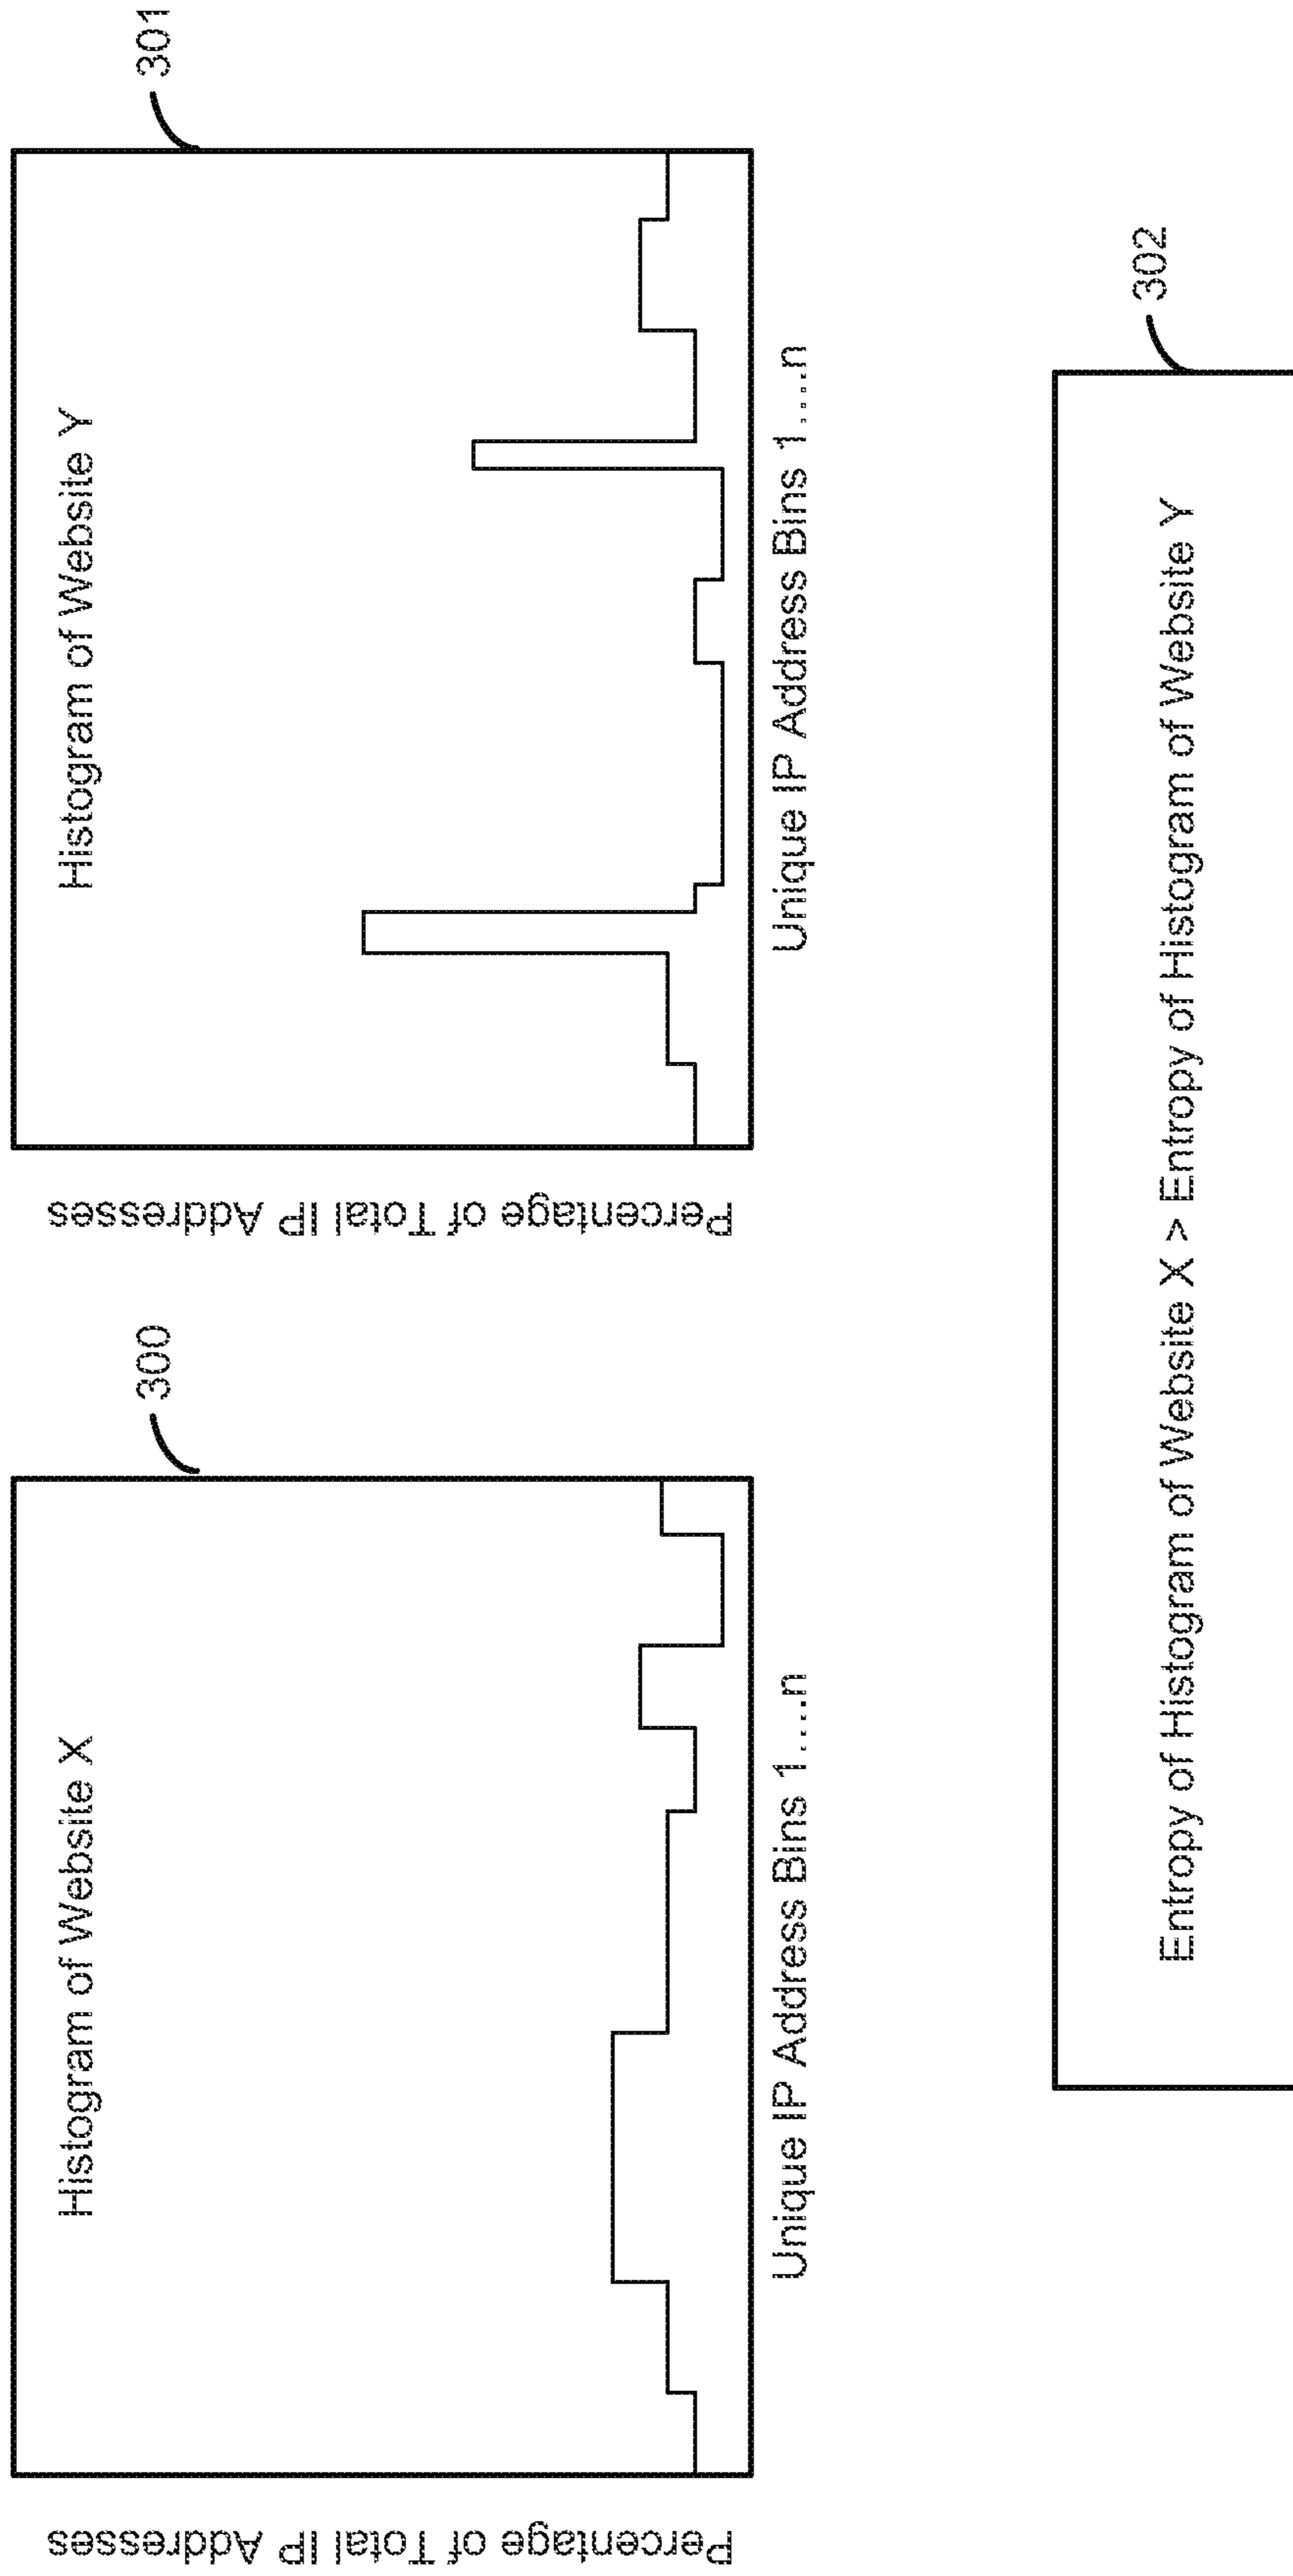 Histogram of Website X
300
Percentage of Total IP Addresses
Unique IP Address Bins 1....n
Histogram of Website Y
301
Percentage of Total IP Addresses
Unique IP Address Bins 1....n
302
Entropy of Histogram of Website X > Entropy of Histogram of Website Y